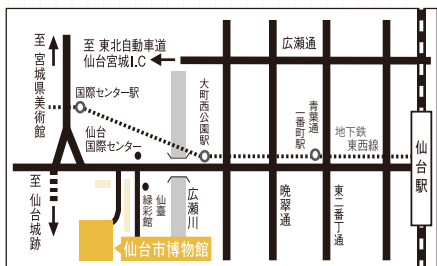 至 宮城県美術館
至 東北自動車道
仙台宮城I.C
広瀬通
国際センター駅
大町西公園駅
青葉通
一番町駅
地下鉄
東西線
仙台駅
仙台
国際センター
至 仙台城跡
仙臺
緑彩館
広瀬川
晩翠通
東二番丁通
仙台市博物館